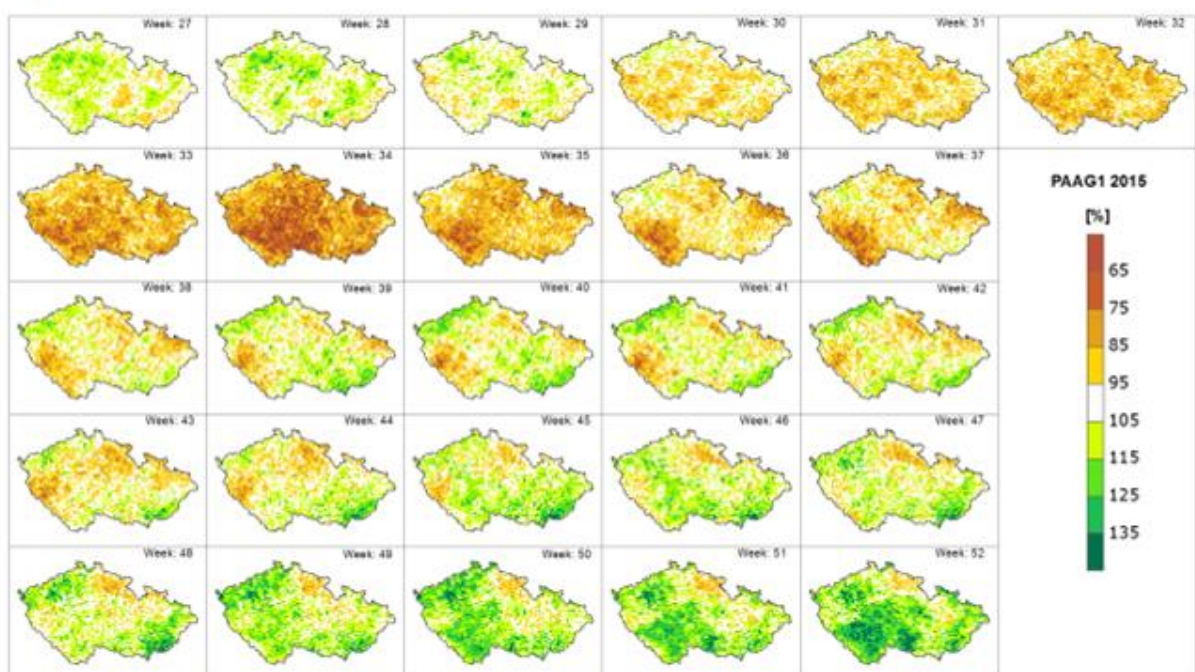 Week: 27
Week: 28
Week: 29
Week: 30
Week: 31
Week: 32
Week: 33
Week: 34
Week: 35
Week: 36
Week: 37
PAAG1 2015
[%]
65
75
85
95
105
115
125
135
Week: 38
Week: 39
Week: 40
Week: 41
Week: 42
Week: 43
Week: 44
Week: 45
Week: 46
Week: 47
Week: 48
Week: 49
Week: 50
Week: 51
Week: 52